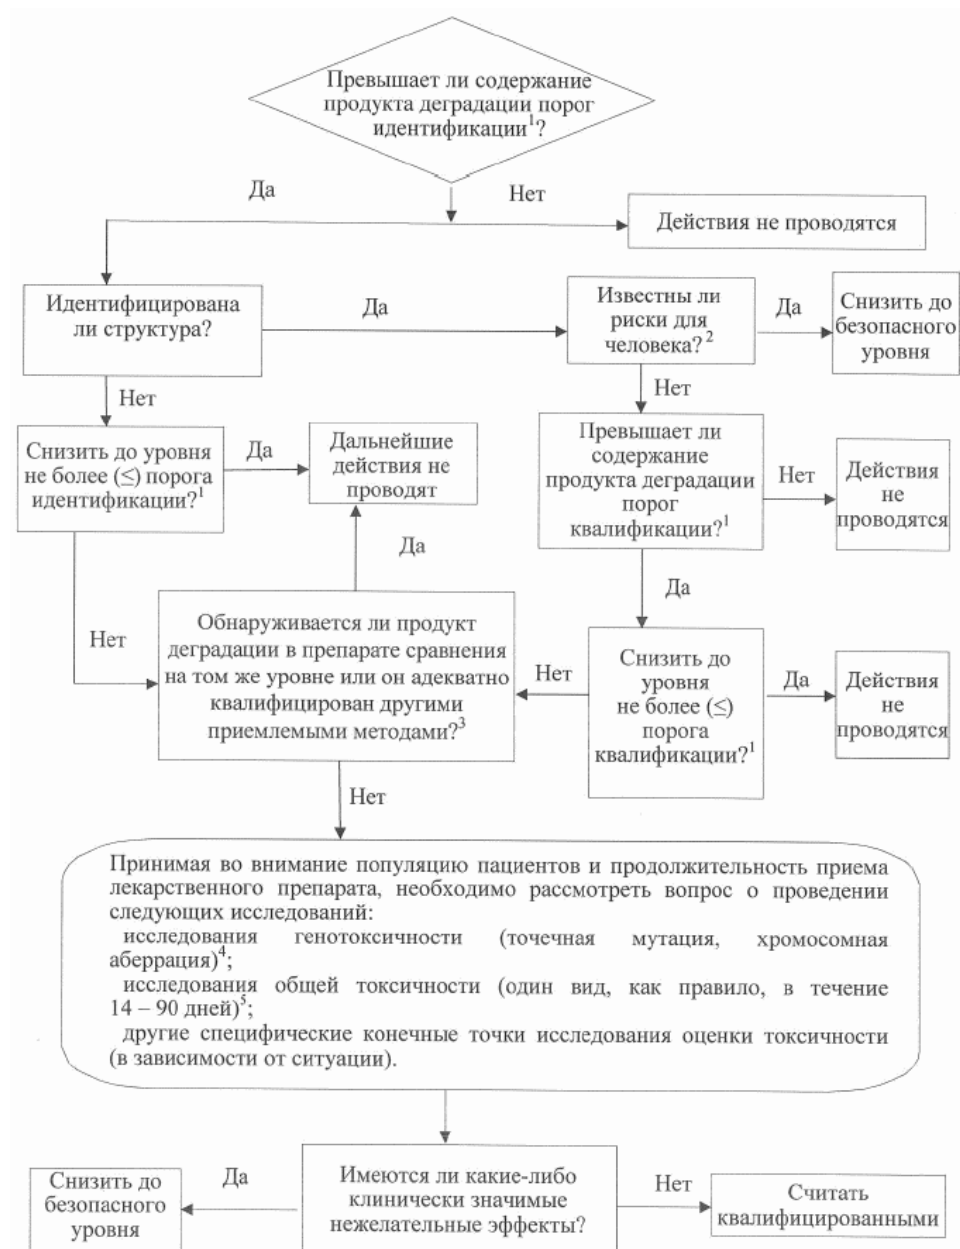 Превышает ли содержание
продукта деградации порог
идентификации¹?
Да
Нет
Действия не проводятся
Идентифицирована
ли структура?
Да
Известны ли
риски для
человека?²
Да
Снизить до
безопасного
уровня
Нет
Нет
Снизить до уровня
не более (≤) порога
идентификации?¹
Да
Дальнейшие
действия не
проводят
Превышает ли
содержание
продукта деградации
порог
квалификации?¹
Нет
Действия
не
проводятся
Да
Да
Нет
Обнаруживается ли продукт
деградации в препарате сравнения
на том же уровне или он адекватно
квалифицирован другими
приемлемыми методами?³
Нет
Снизить до
уровня
не более (≤)
порога
квалификации?¹
Да
Действия
не
проводятся
Нет
Принимая во внимание популяцию пациентов и продолжительность приема
лекарственного препарата, необходимо рассмотреть вопрос о проведении
следующих исследований:
исследования генотоксичности (точечная мутация, хромосомная
аберрация)⁴;
исследования общей токсичности (один вид, как правило, в течение
14 – 90 дней)⁵;
другие специфические конечные точки исследования оценки токсичности
(в зависимости от ситуации).
Снизить до
безопасного
уровня
Да
Имеются ли какие-либо
клинически значимые
нежелательные эффекты?
Нет
Считать
квалифицированными